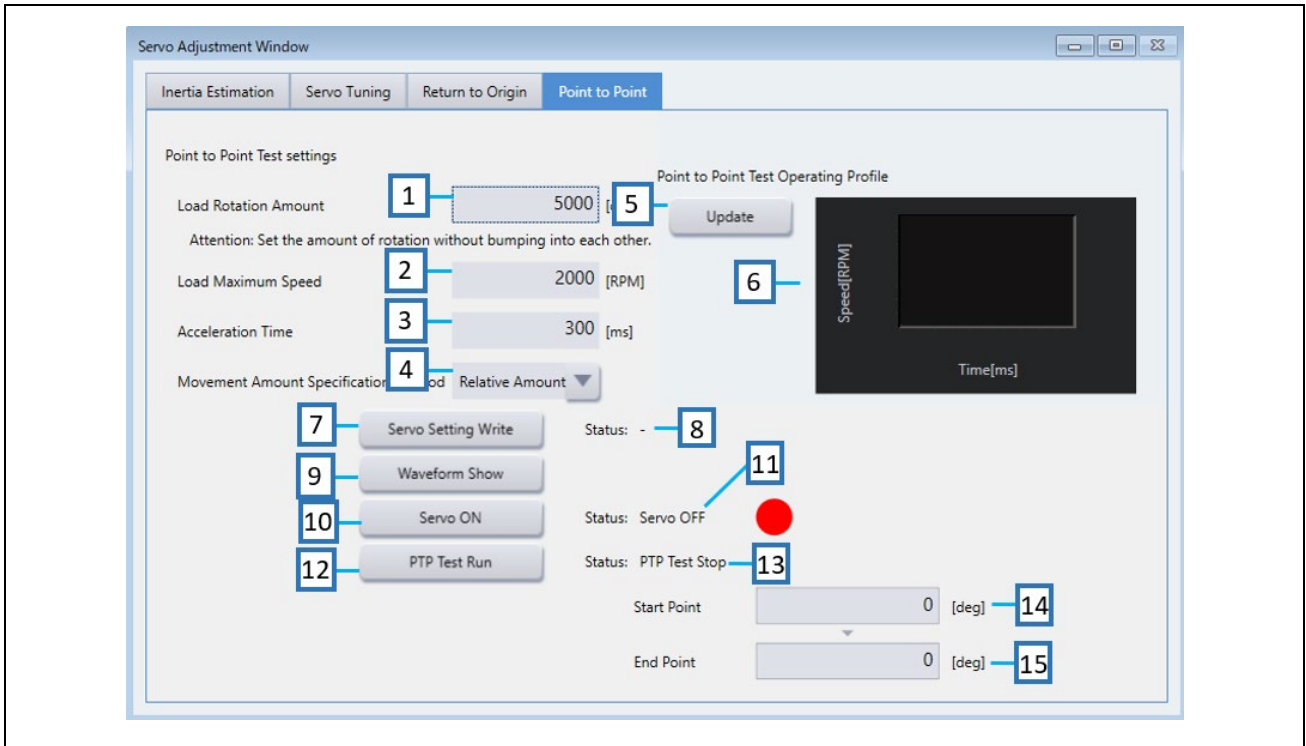 Servo Adjustment Window
Inertia Estimation Servo Tuning Return to Origin Point to Point
Point to Point Test settings
Point to Point Test Operating Profile
Load Rotation Amount 1 5000 5 Update
Attention: Set the amount of rotation without bumping into each other.
Load Maximum Speed 2 2000 [RPM] 6 Speed[RPM]
Acceleration Time 3 300 [ms]
Time[ms]
Movement Amount Specification 4 Relative Amount
7 Servo Setting Write Status: - 8
9 Waveform Show 11
10 Servo ON Status: Servo OFF
12 PTP Test Run Status: PTP Test Stop 13
Start Point 0 [deg] 14
End Point 0 [deg] 15